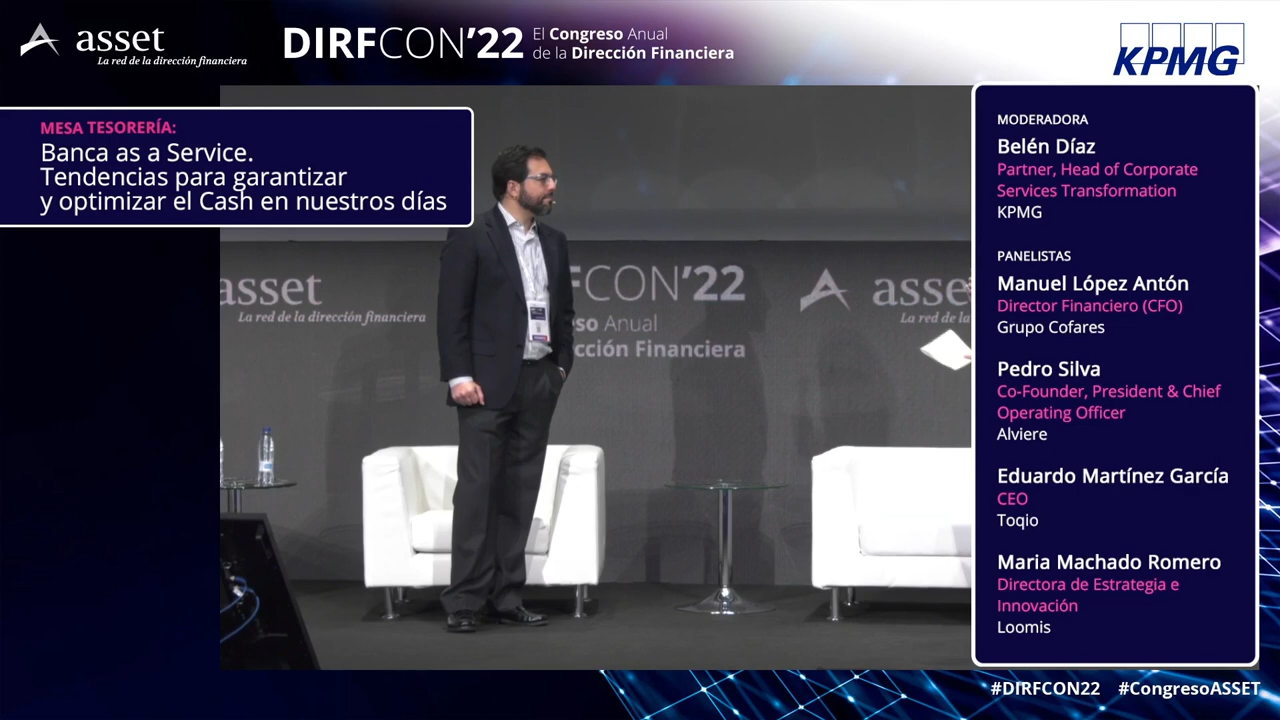 asset
La red de la dirección financiera
DIRFCON'22
El Congreso Anual
de la Dirección Financiera
KPMG
MESA TESORERÍA:
Banca as a Service.
Tendencias para garantizar
y optimizar el Cash en nuestros días
MODERADORA
Belén Díaz
Partner, Head of Corporate
Services Transformation
KPMG
PANELISTAS
Manuel López Antón
Director Financiero (CFO)
Grupo Cofares
Pedro Silva
Co-Founder, President & Chief
Operating Officer
Alviere
Eduardo Martínez García
CEO
Toqio
Maria Machado Romero
Directora de Estrategia e
Innovación
Loomis
asset
La red de la dirección financiera
FCON'22
eso Anual
cción Financiera
asse
La red de la
#DIRFCON22 #CongresoASSET